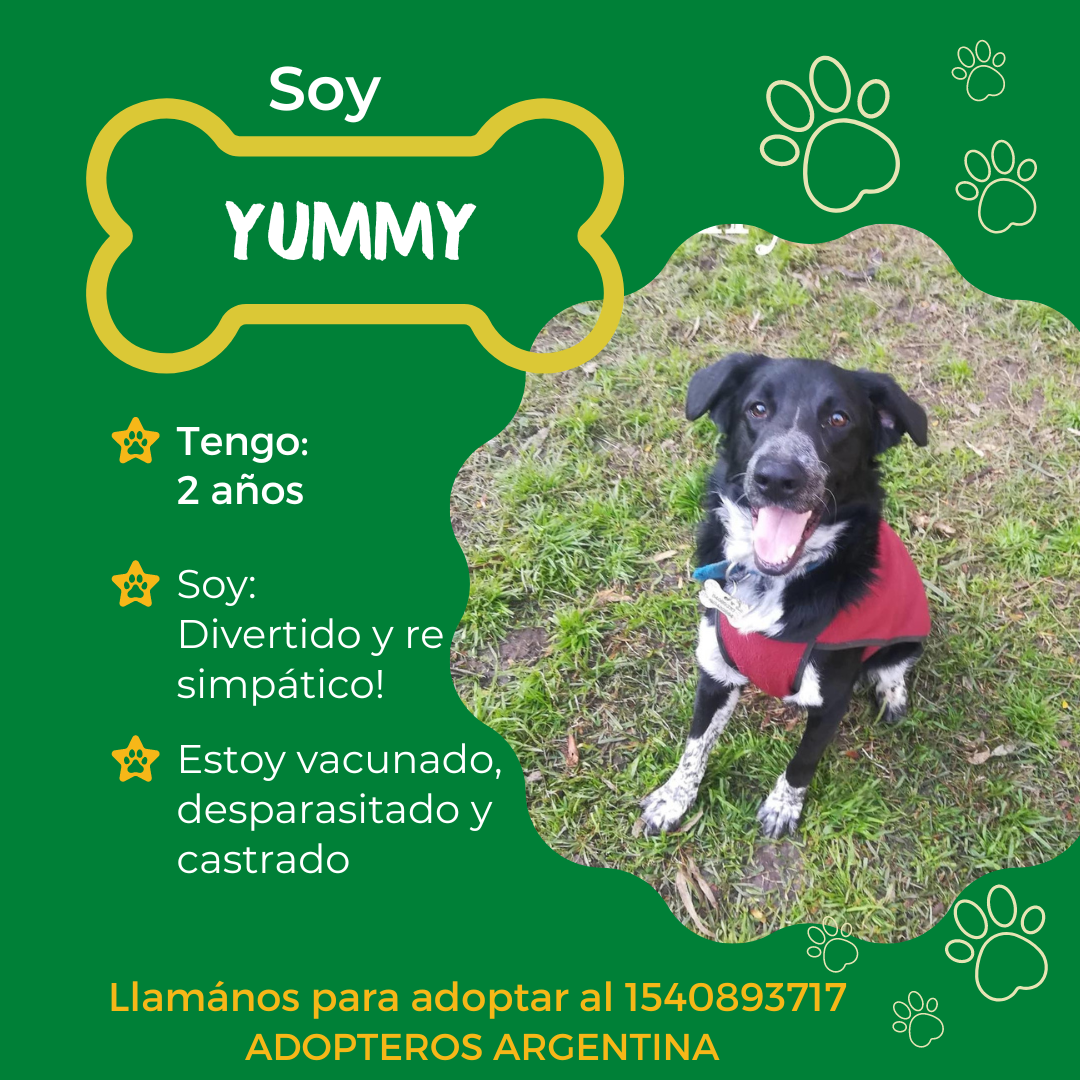 Soy
YUMMY
Tengo:
2 años
Soy:
Divertido y re
simpático!
Estoy vacunado,
desparasitado y
castrado
Llamános para adoptar al 1540893717
ADOPTEROS ARGENTINA